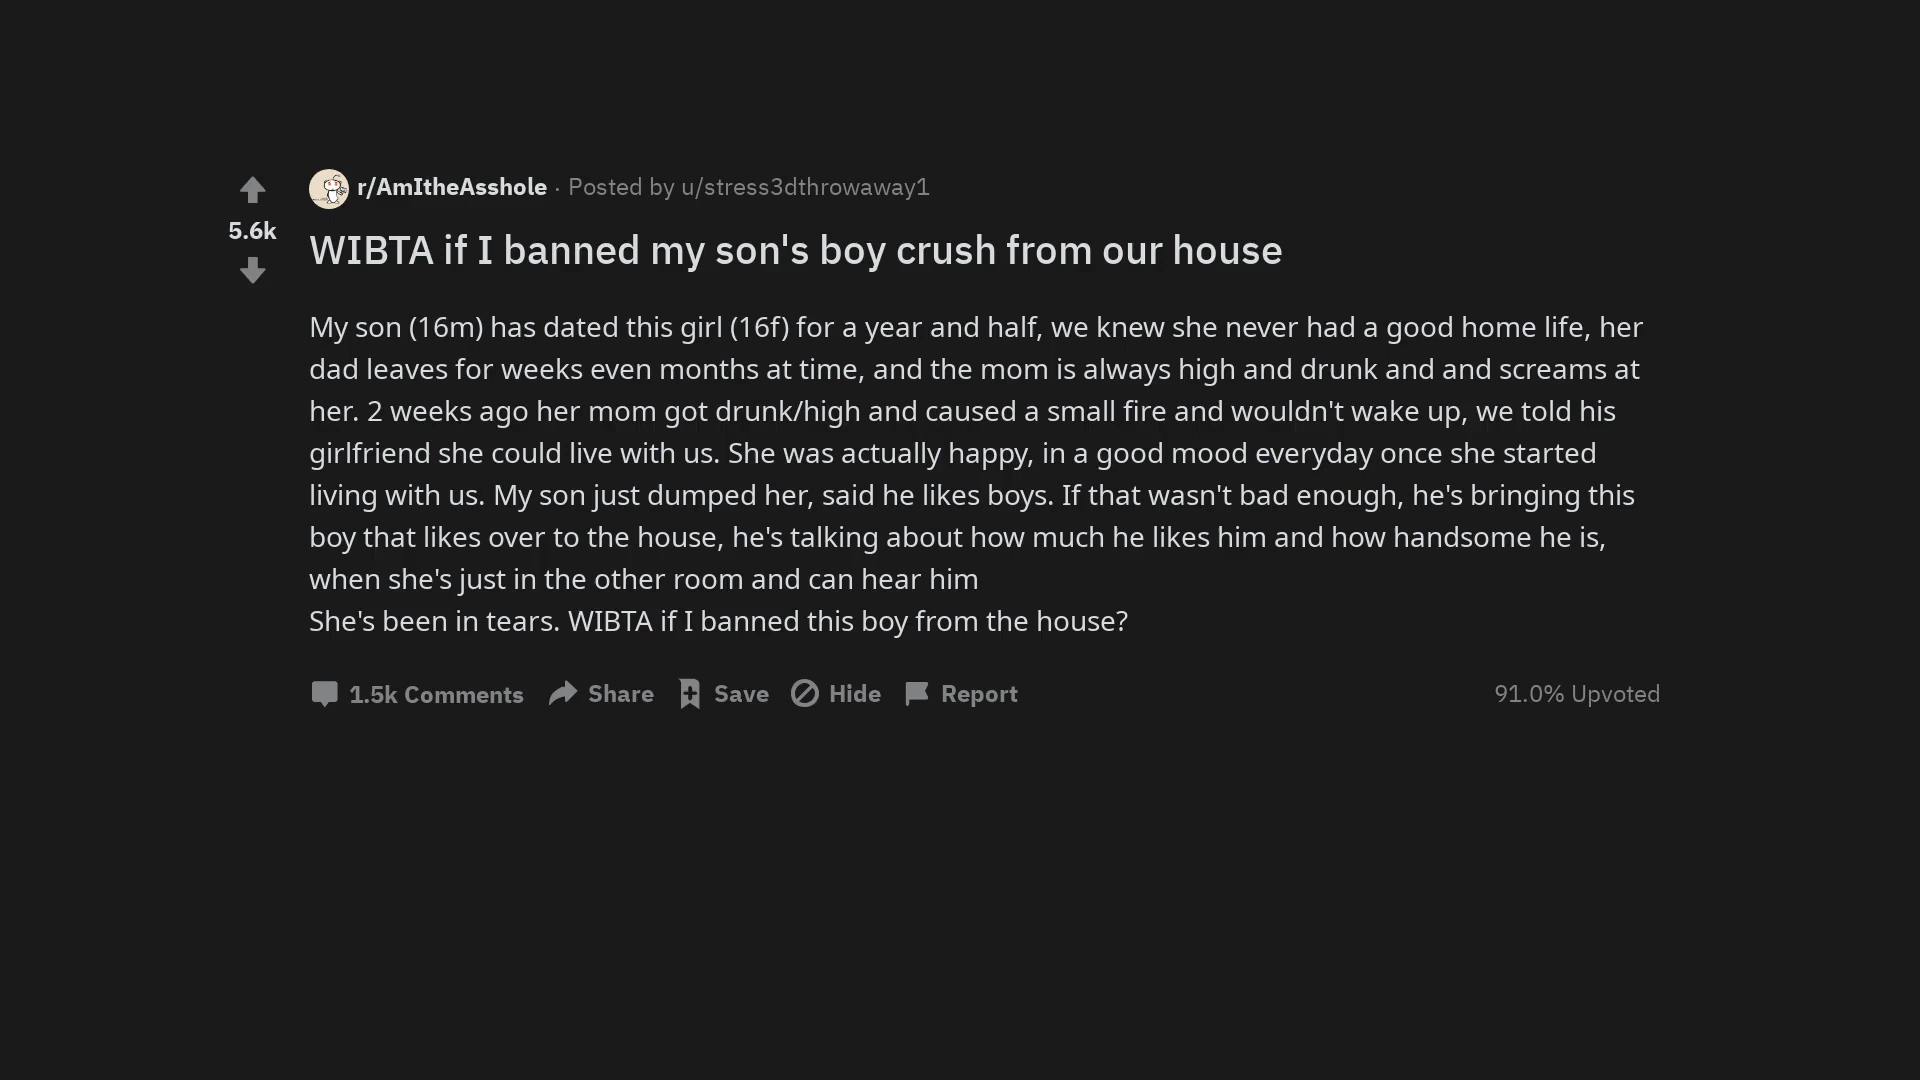 r/AmItheAsshole · Posted by u/stress3dthrowaway1
5.6k
WIBTA if I banned my son's boy crush from our house
My son (16m) has dated this girl (16f) for a year and half, we knew she never had a good home life, her
dad leaves for weeks even months at time, and the mom is always high and drunk and and screams at
her. 2 weeks ago her mom got drunk/high and caused a small fire and wouldn't wake up, we told his
girlfriend she could live with us. She was actually happy, in a good mood everyday once she started
living with us. My son just dumped her, said he likes boys. If that wasn't bad enough, he's bringing this
boy that likes over to the house, he's talking about how much he likes him and how handsome he is,
when she's just in the other room and can hear him
She's been in tears. WIBTA if I banned this boy from the house?
1.5k Comments Share Save Hide Report 91.0% Upvoted